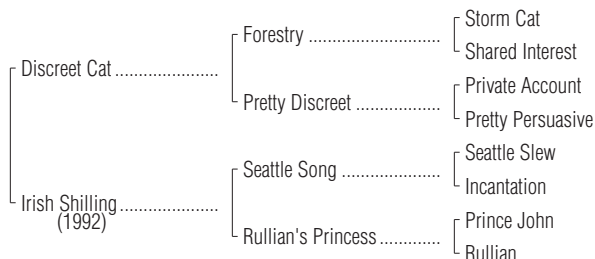 Storm Cat
Forestry ..............................
Shared Interest
Discreet Cat .......................
Private Account
Pretty Discreet ...................
Pretty Persuasive
Seattle Slew
Seattle Song ......................
Incantation
Irish Shilling ......................
(1992)
Prince John
Rullian's Princess .............
Rullian